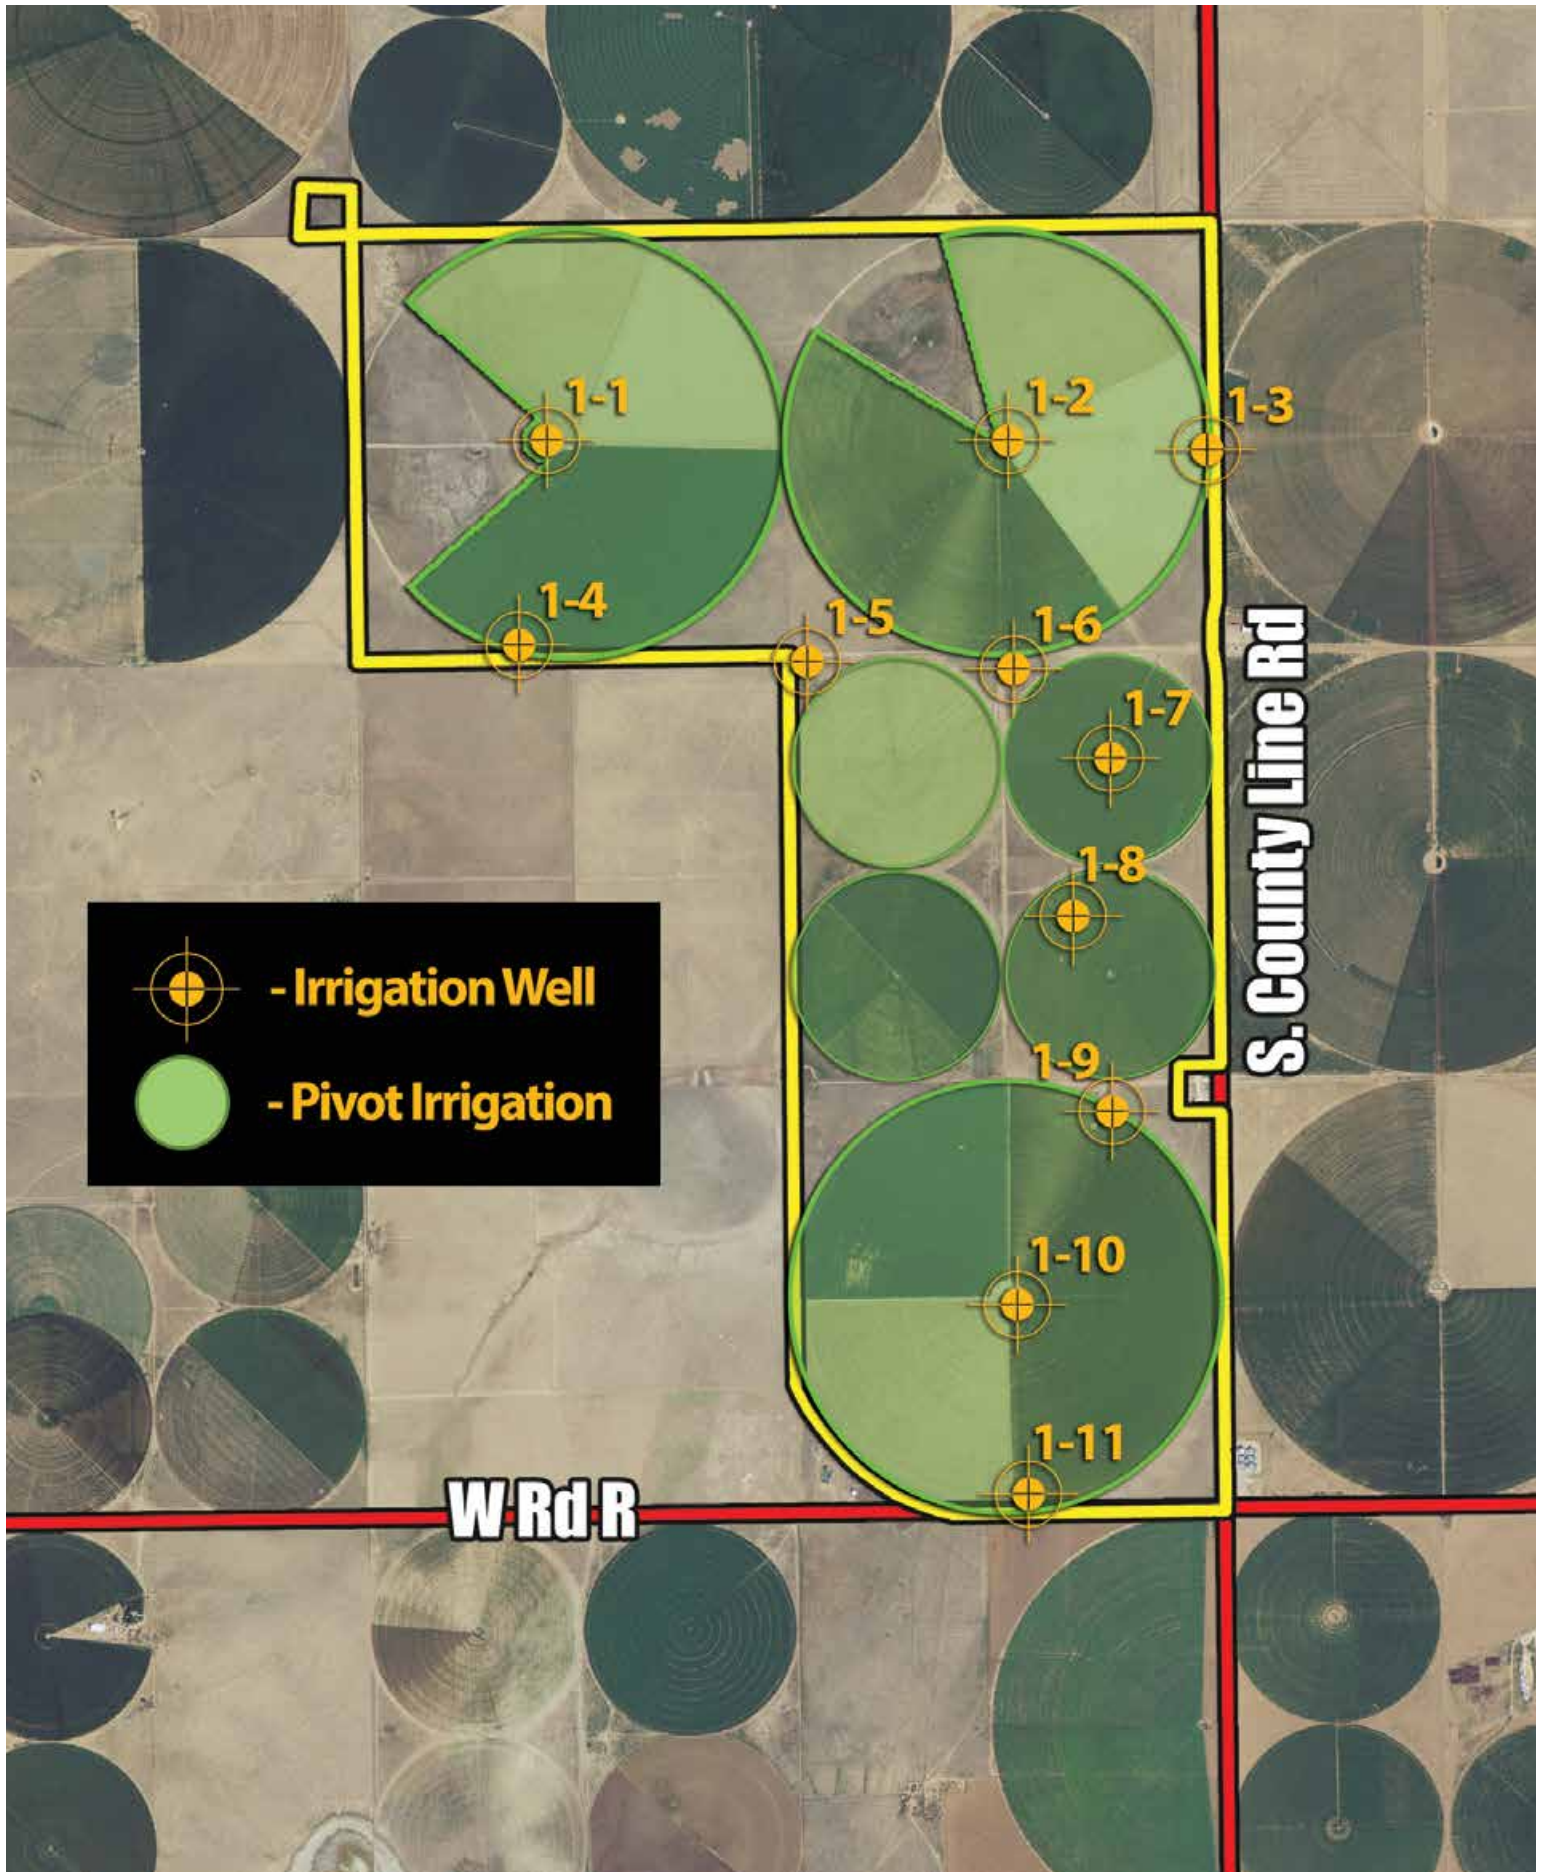 1-1
1-2
1-3
1-4
1-5
1-6
1-7
1-8
- Irrigation Well
- Pivot Irrigation
S. County Line Rd
1-9
1-10
1-11
W Rd R